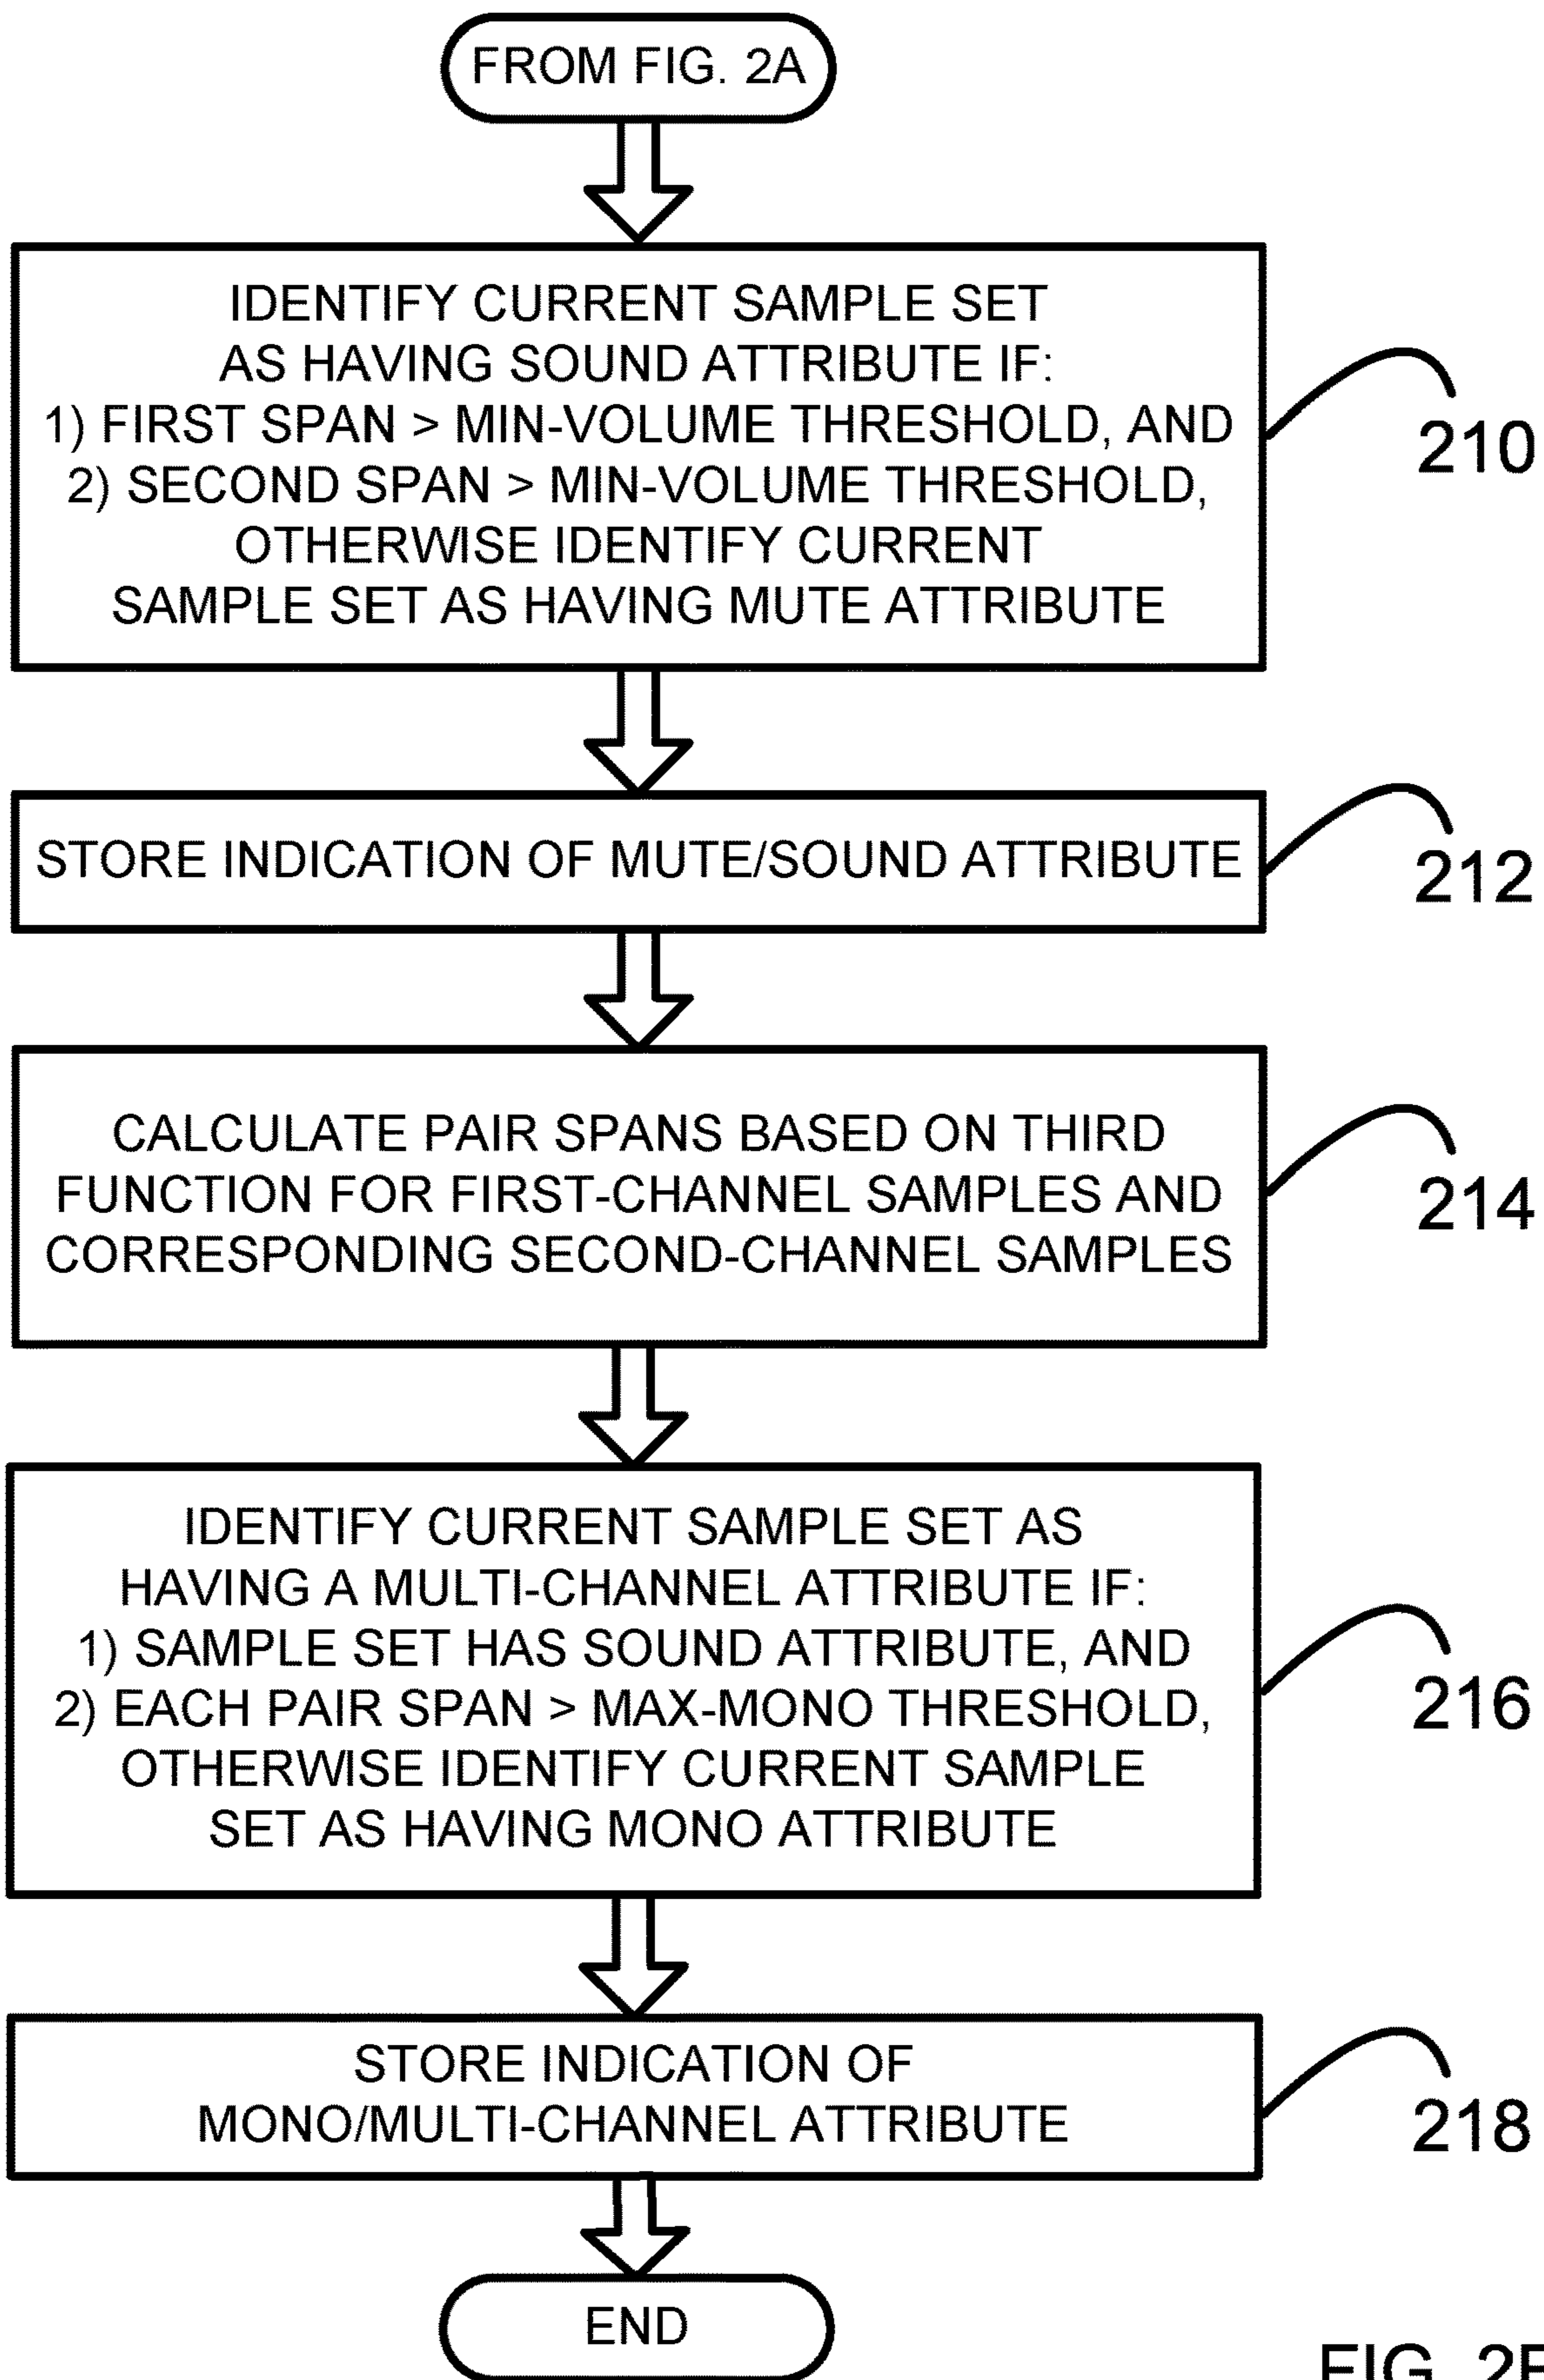 FROM FIG. 2A
IDENTIFY CURRENT SAMPLE SET
AS HAVING SOUND ATTRIBUTE IF:
1) FIRST SPAN > MIN-VOLUME THRESHOLD, AND
2) SECOND SPAN > MIN-VOLUME THRESHOLD,
OTHERWISE IDENTIFY CURRENT
SAMPLE SET AS HAVING MUTE ATTRIBUTE
210
STORE INDICATION OF MUTE/SOUND ATTRIBUTE
212
CALCULATE PAIR SPANS BASED ON THIRD
FUNCTION FOR FIRST-CHANNEL SAMPLES AND
CORRESPONDING SECOND-CHANNEL SAMPLES
214
IDENTIFY CURRENT SAMPLE SET AS
HAVING A MULTI-CHANNEL ATTRIBUTE IF:
1) SAMPLE SET HAS SOUND ATTRIBUTE, AND
2) EACH PAIR SPAN > MAX-MONO THRESHOLD,
OTHERWISE IDENTIFY CURRENT SAMPLE
SET AS HAVING MONO ATTRIBUTE
216
STORE INDICATION OF
MONO/MULTI-CHANNEL ATTRIBUTE
218
END
FIG.